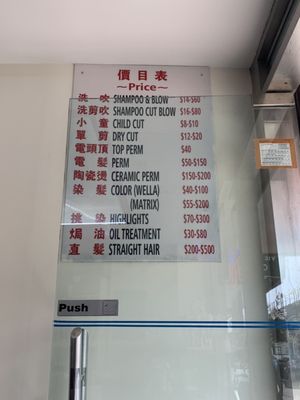 價目表
~Price~
洗 吹 SHAMPOO & BLOW $14-$60
洗剪吹 SHAMPOO CUT BLOW $16-$80
小 童 CHILD CUT $8-$10
單 剪 DRY CUT $12-$20
電頭頂 TOP PERM $40
電 髮 PERM $50-$150
陶瓷燙 CERAMIC PERM $150-$200
染 髮 COLOR (WELLA) $40-$100
(MATRIX) $55-$200
挑 染 HIGHLIGHTS $70-$300
焗 油 OIL TREATMENT $30-$80
直 髮 STRAIGHT HAIR $200-$500
Push